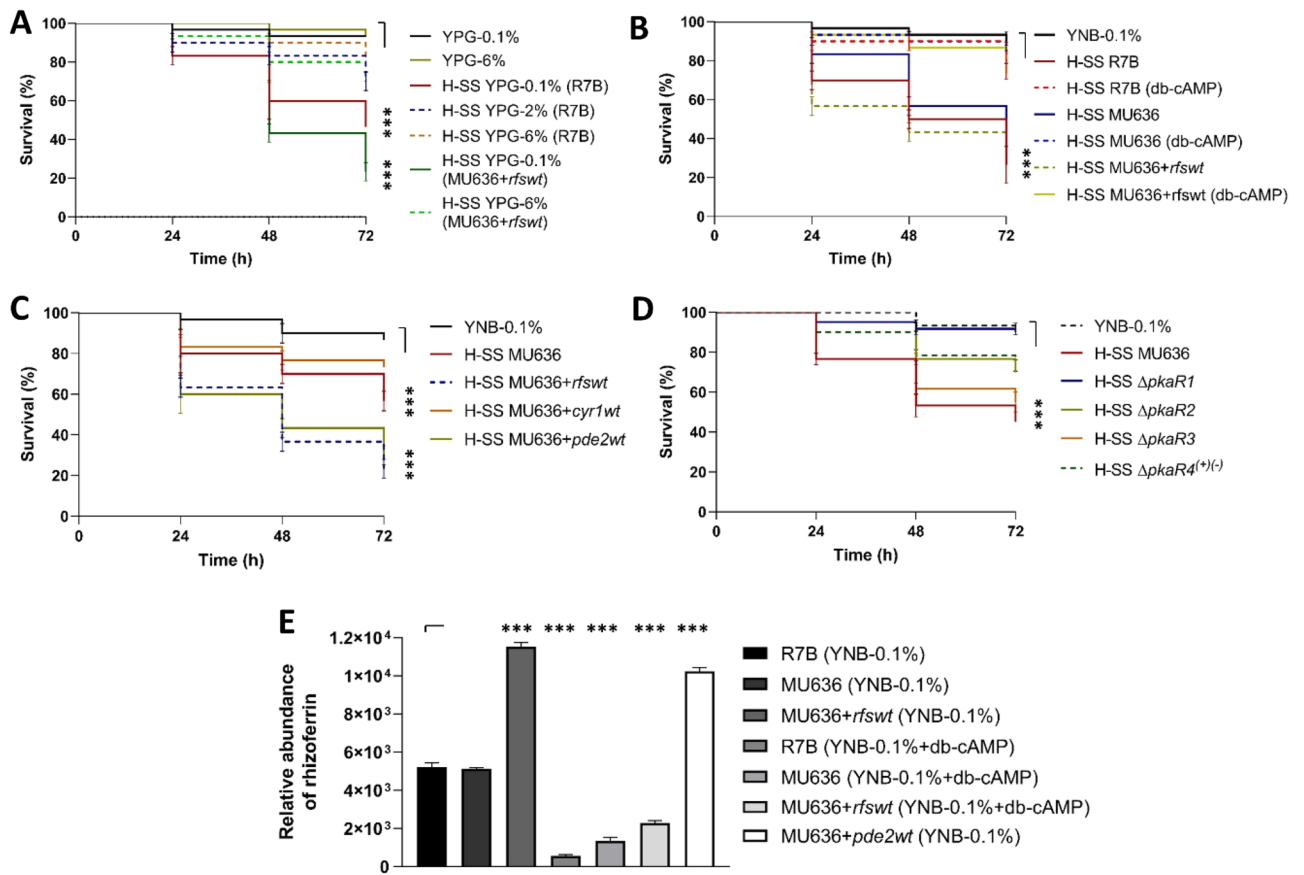 A
Survival (%)
100
80
60
40
20
0
0 24 48 72
Time (h)
***
***
YPG-0.1%
YPG-6%
H-SS YPG-0.1% (R7B)
H-SS YPG-2% (R7B)
H-SS YPG-6% (R7B)
H-SS YPG-0.1%
(MU636+rfswt)
H-SS YPG-6%
(MU636+rfswt)
B
Survival (%)
100
80
60
40
20
0
0 24 48 72
Time (h)
***
YNB-0.1%
H-SS R7B
H-SS R7B (db-cAMP)
H-SS MU636
H-SS MU636 (db-cAMP)
H-SS MU636+rfswt
H-SS MU636+rfswt (db-cAMP)
C
Survival (%)
100
80
60
40
20
0
0 24 48 72
Time (h)
***
***
YNB-0.1%
H-SS MU636
H-SS MU636+rfswt
H-SS MU636+cyr1wt
H-SS MU636+pde2wt
D
Survival (%)
100
80
60
40
20
0
0 24 48 72
Time (h)
***
YNB-0.1%
H-SS MU636
H-SS ΔpkaR1
H-SS ΔpkaR2
H-SS ΔpkaR3
H-SS ΔpkaR4(+)(-)
E
Relative abundance
of rhizoferrin
1.2×10⁴
1×10⁴
8×10³
6×10³
4×10³
2×10³
0
*** *** *** *** ***
R7B (YNB-0.1%)
MU636 (YNB-0.1%)
MU636+rfswt (YNB-0.1%)
R7B (YNB-0.1%+db-cAMP)
MU636 (YNB-0.1%+db-cAMP)
MU636+rfswt (YNB-0.1%+db-cAMP)
MU636+pde2wt (YNB-0.1%)